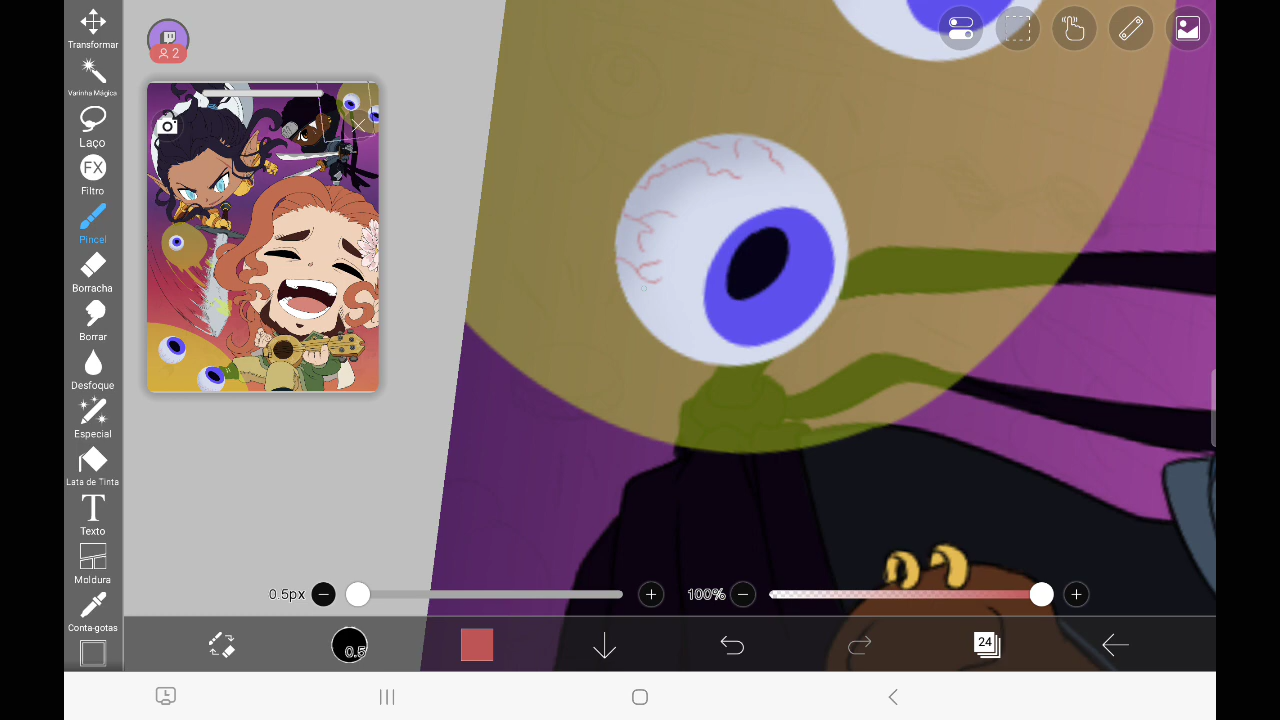 Transformar
Varinha Mágica
Laço
FX
Filtro
Pincel
Borracha
Borrar
Desfoque
Especial
Lata de Tinta
T
Texto
Moldura
Conta-gotas
2
0.5px
100%
0.5
24